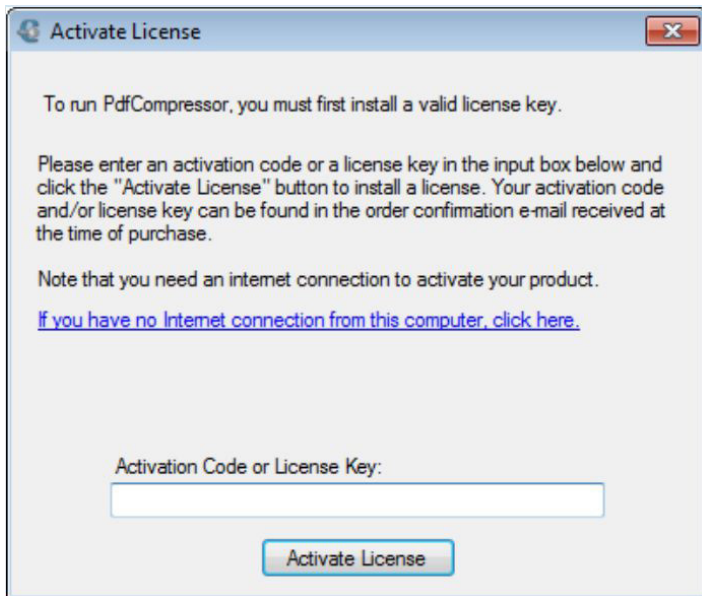 Activate License
To run PdfCompressor, you must first install a valid license key.
Please enter an activation code or a license key in the input box below and
click the "Activate License" button to install a license. Your activation code
and/or license key can be found in the order confirmation e-mail received at
the time of purchase.
Note that you need an internet connection to activate your product.
If you have no Internet connection from this computer, click here.
Activation Code or License Key:
Activate License